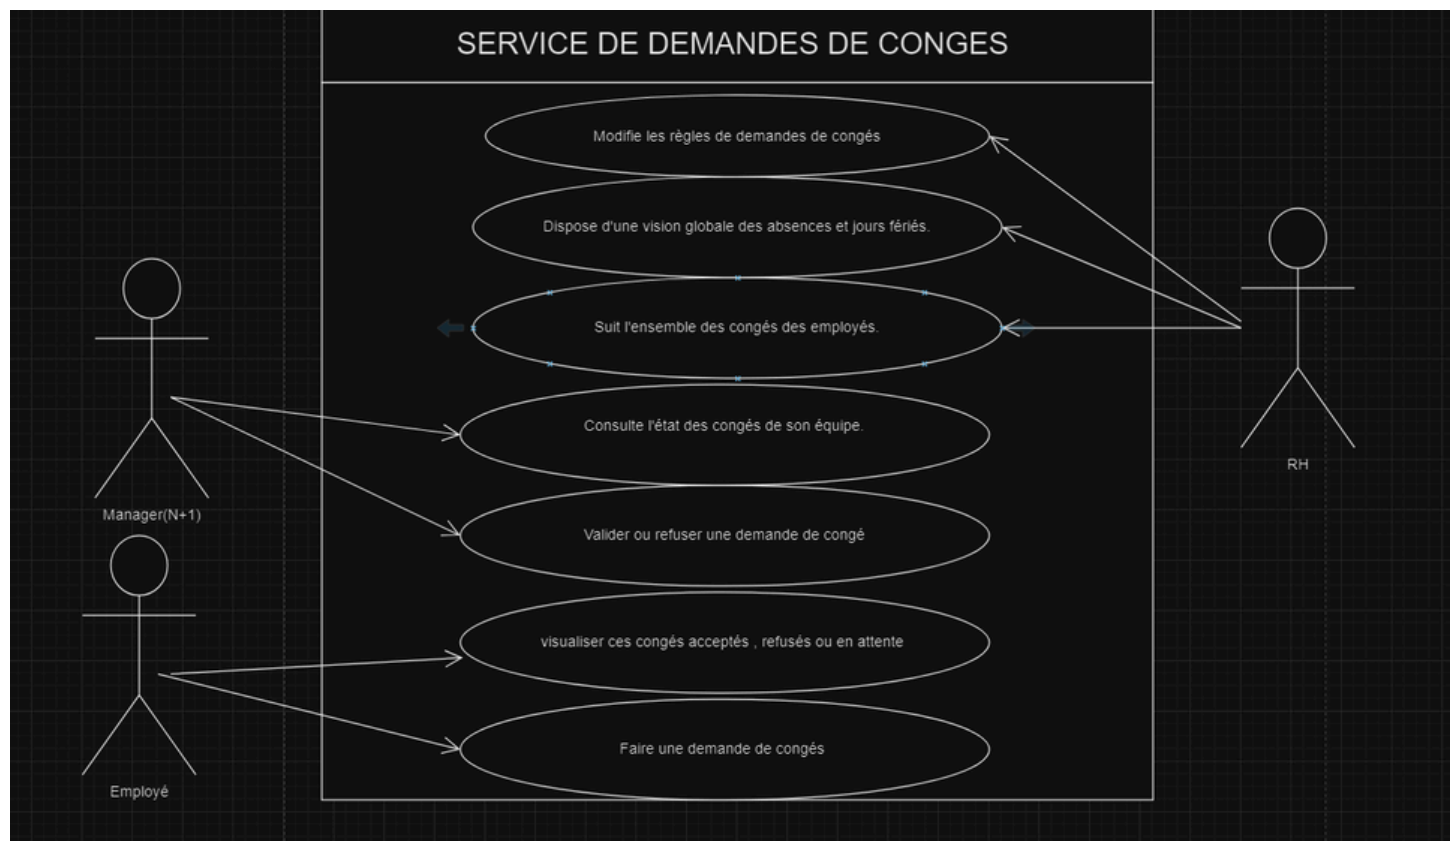 SERVICE DE DEMANDES DE CONGES
Modifie les règles de demandes de congés
Dispose d'une vision globale des absences et jours fériés.
Suit l'ensemble des congés des employés.
Consulte l'état des congés de son équipe.
RH
Manager(N+1)
Valider ou refuser une demande de congé
visualiser ces congés acceptés , refusés ou en attente
Faire une demande de congés
Employé